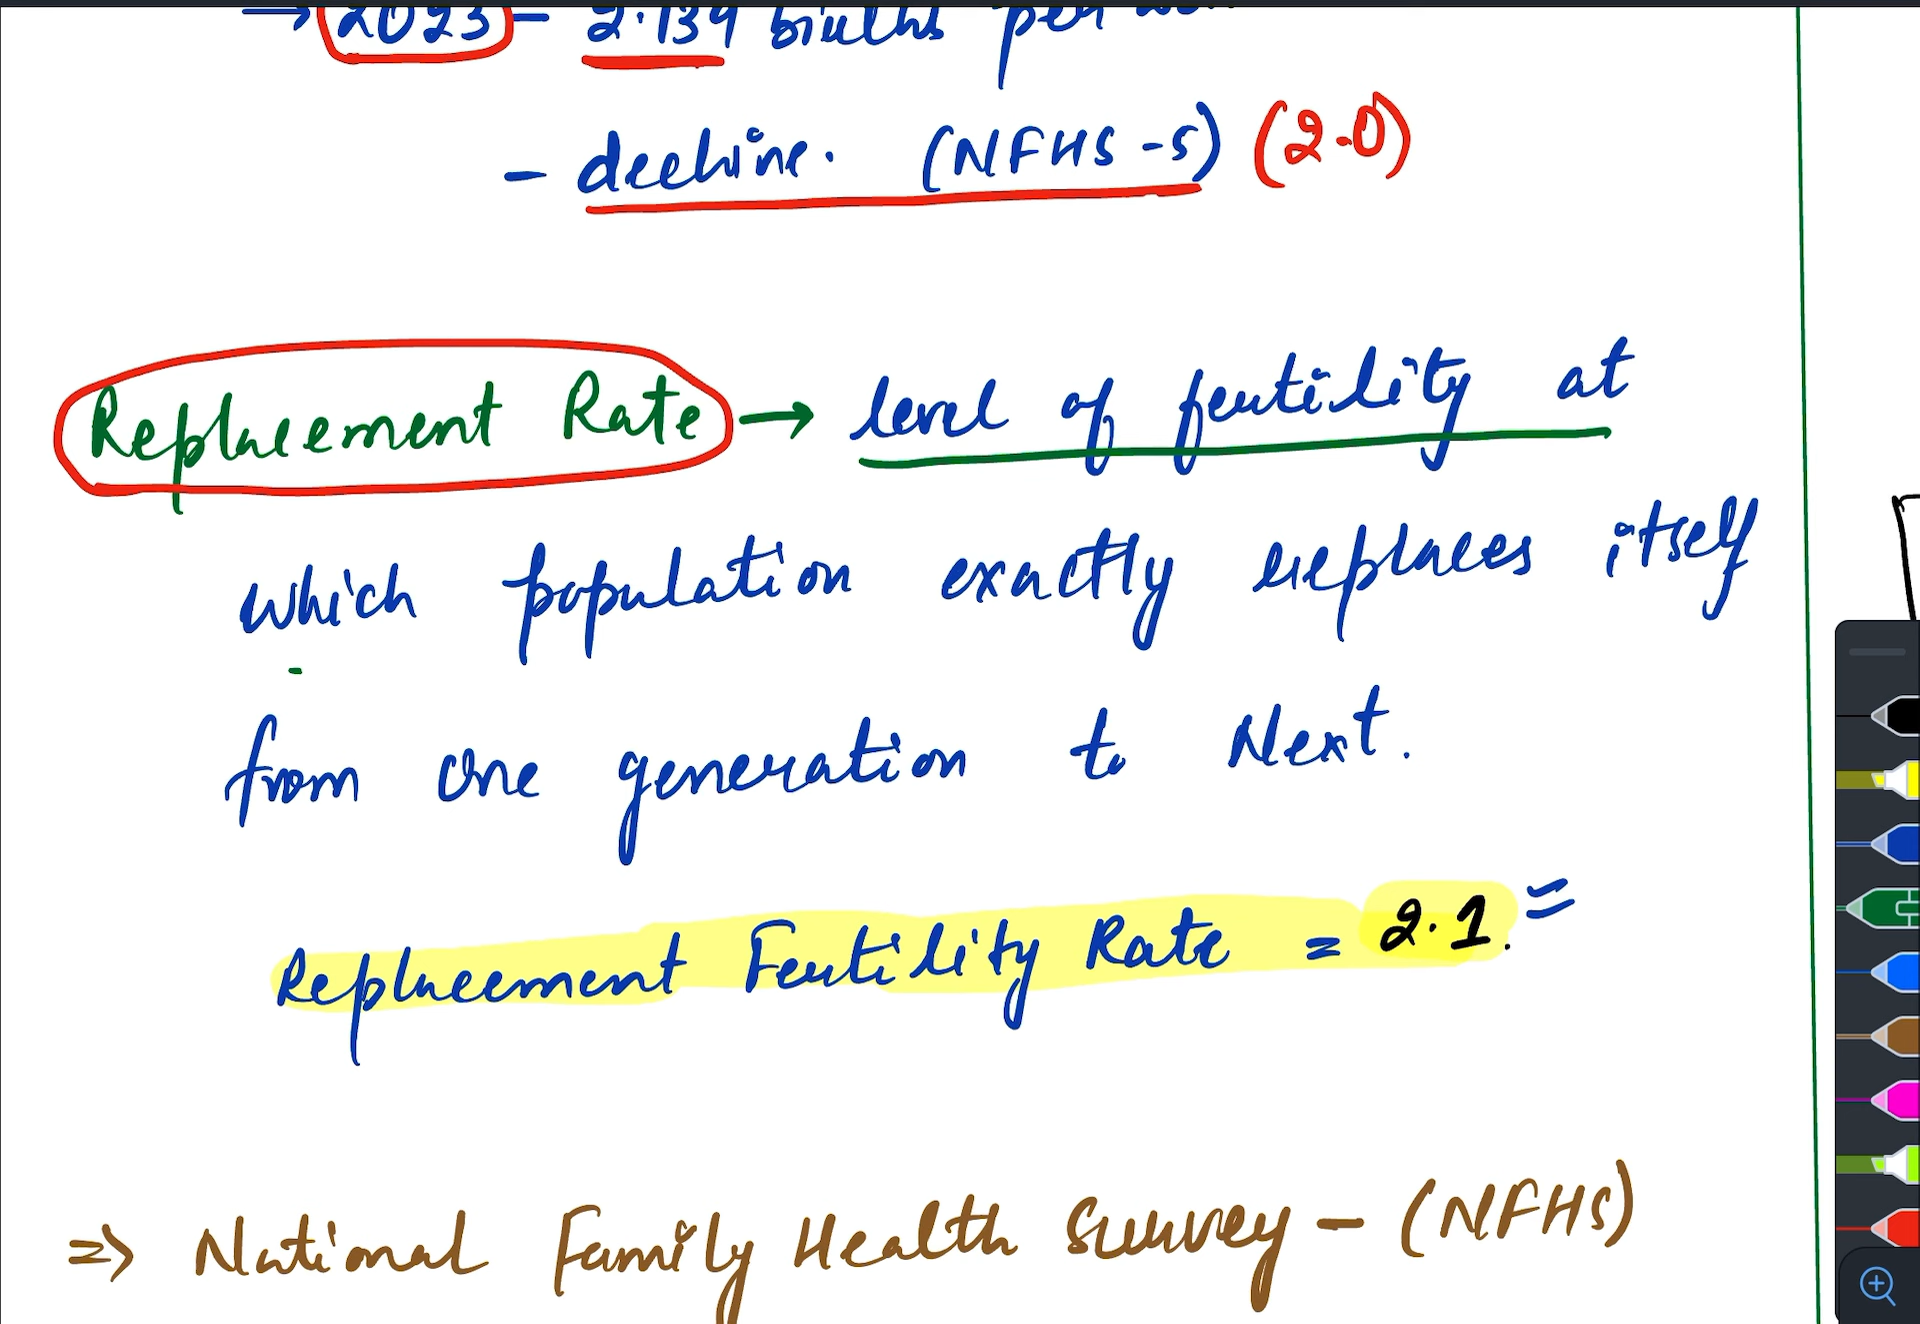 → 2023 - 2.139 births per
- decline. (NFHS-5) (2.0)
Replacement Rate → level of fertility at
which population exactly replaces itself
from one generation to Next.
Replacement Fertility Rate = 2.1. =
=> National Family Health Survey - (NFHS)